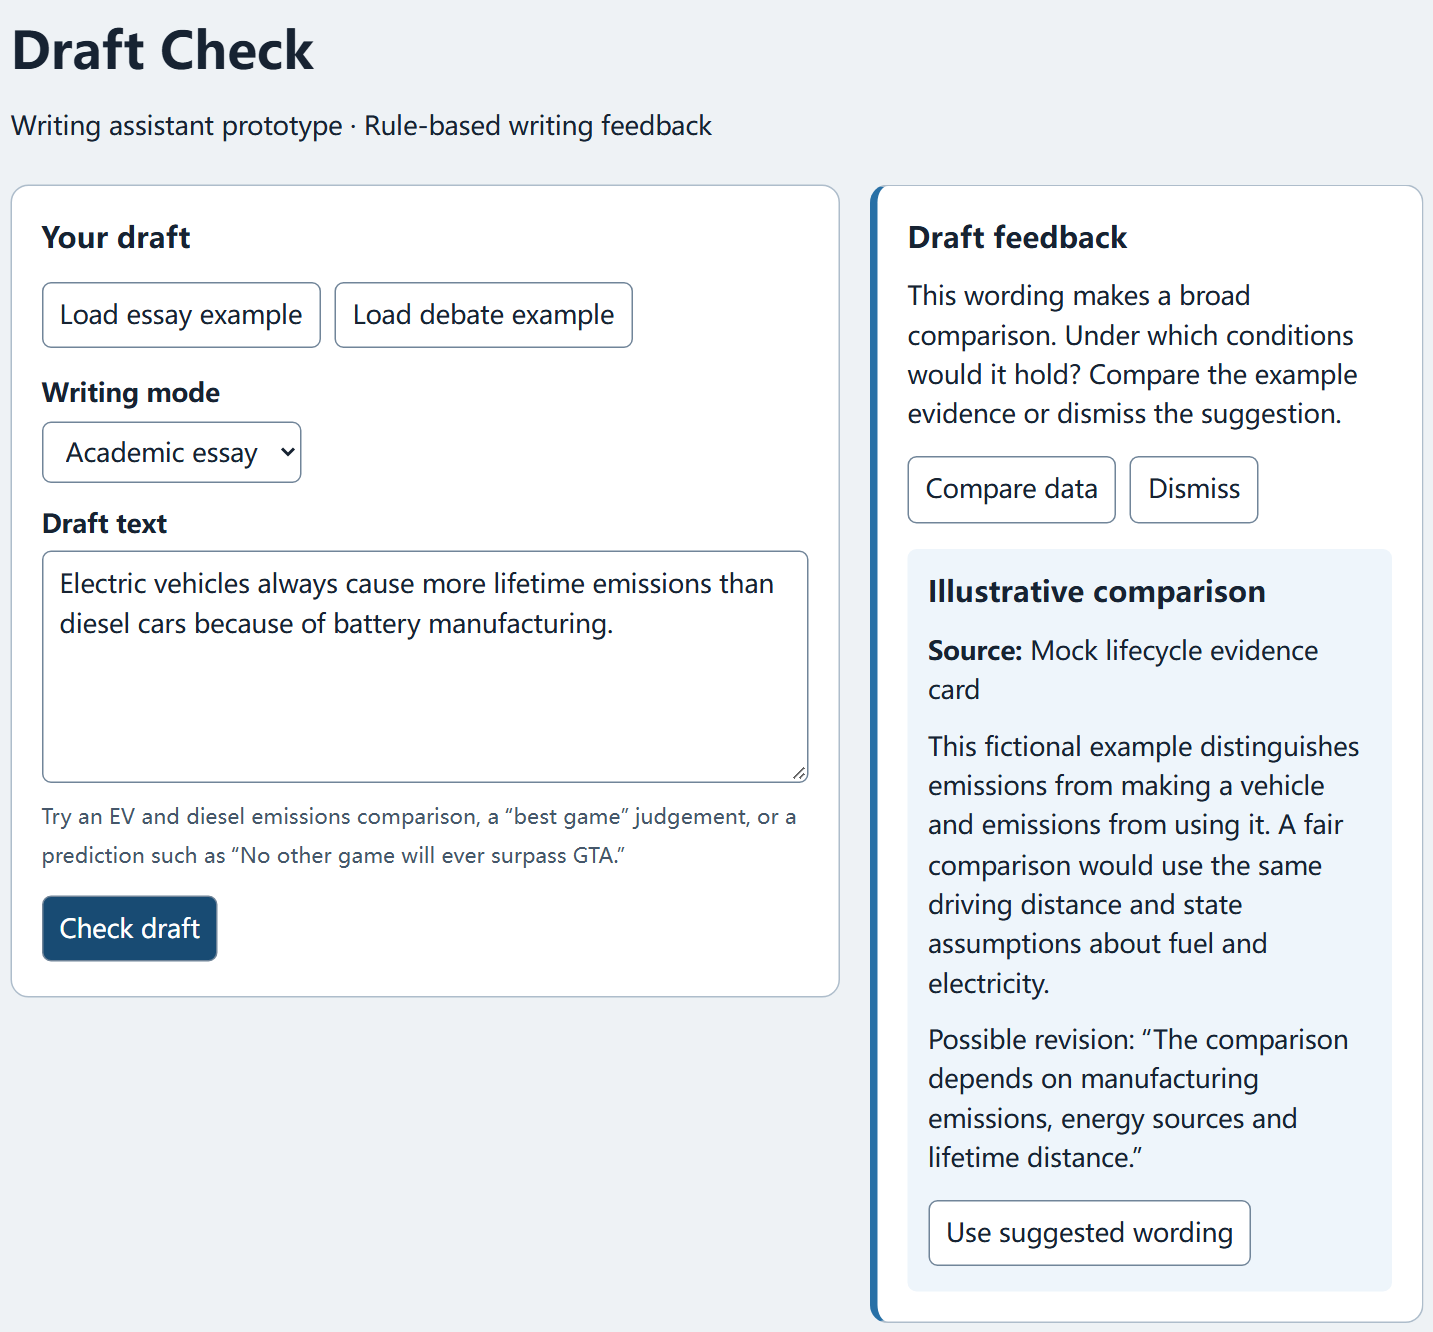 Draft Check
Writing assistant prototype · Rule-based writing feedback
Your draft
Load essay example
Load debate example
Writing mode
Academic essay
Draft text
Electric vehicles always cause more lifetime emissions than
diesel cars because of battery manufacturing.
Try an EV and diesel emissions comparison, a “best game” judgement, or a
prediction such as “No other game will ever surpass GTA.”
Check draft
Draft feedback
This wording makes a broad
comparison. Under which conditions
would it hold? Compare the example
evidence or dismiss the suggestion.
Compare data
Dismiss
Illustrative comparison
Source: Mock lifecycle evidence
card
This fictional example distinguishes
emissions from making a vehicle
and emissions from using it. A fair
comparison would use the same
driving distance and state
assumptions about fuel and
electricity.
Possible revision: “The comparison
depends on manufacturing
emissions, energy sources and
lifetime distance.”
Use suggested wording